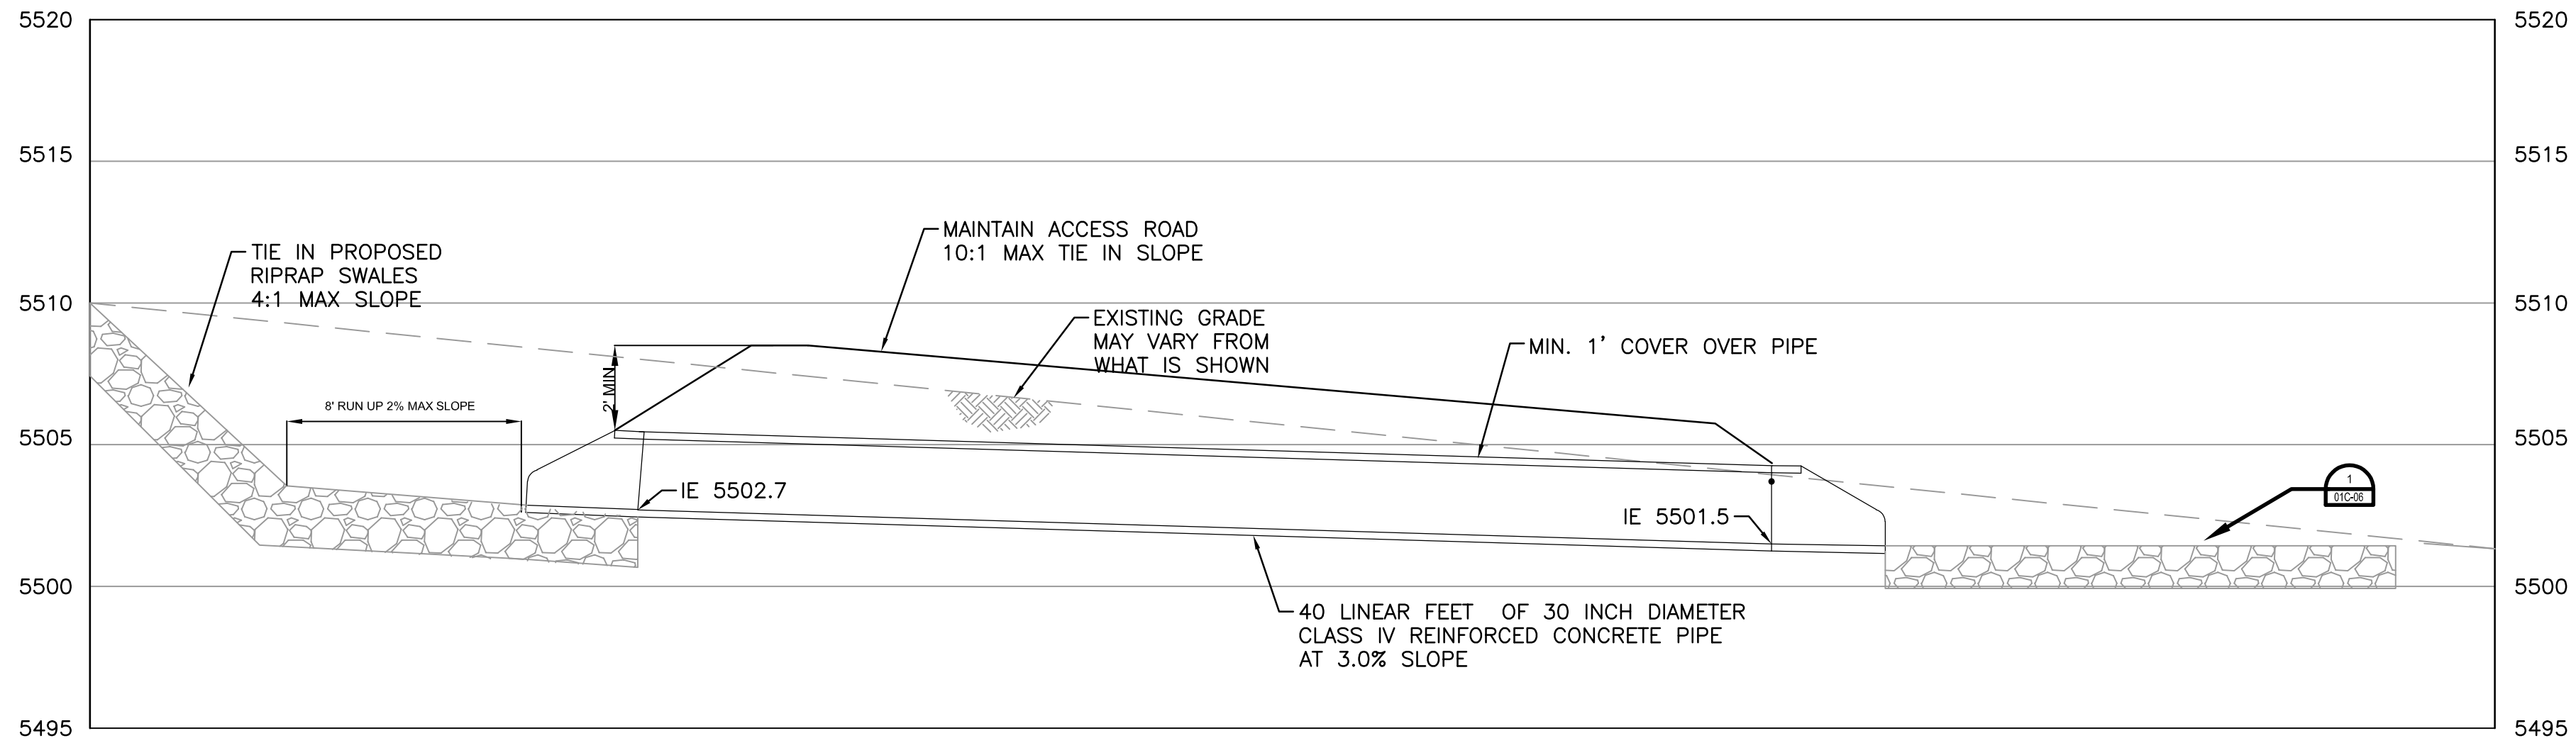 5520
5520
5515
5515
MAINTAIN ACCESS ROAD
10:1 MAX TIE IN SLOPE
TIE IN PROPOSED
RIPRAP SWALES
4:1 MAX SLOPE
5510
5510
EXISTING GRADE
MAY VARY FROM
WHAT IS SHOWN
MIN. 1' COVER OVER PIPE
2' MIN
8' RUN UP 2% MAX SLOPE
5505
5505
IE 5502.7
1
01C-06
IE 5501.5
5500
5500
40 LINEAR FEET OF 30 INCH DIAMETER
CLASS IV REINFORCED CONCRETE PIPE
AT 3.0% SLOPE
5495
5495